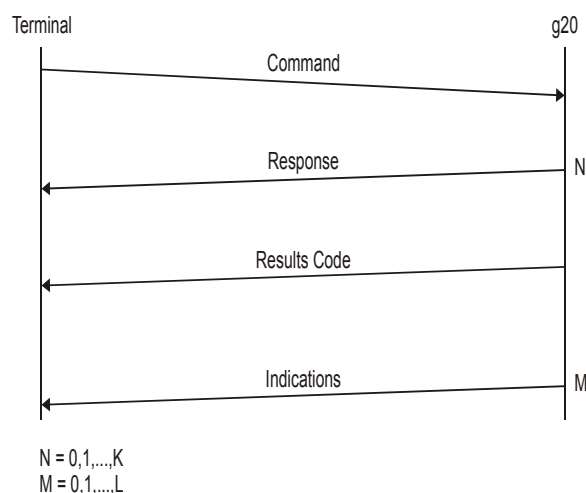 Terminal
g20
Command
Response
N
Results Code
Indications
M
N = 0,1,...,K
M = 0,1,...,L